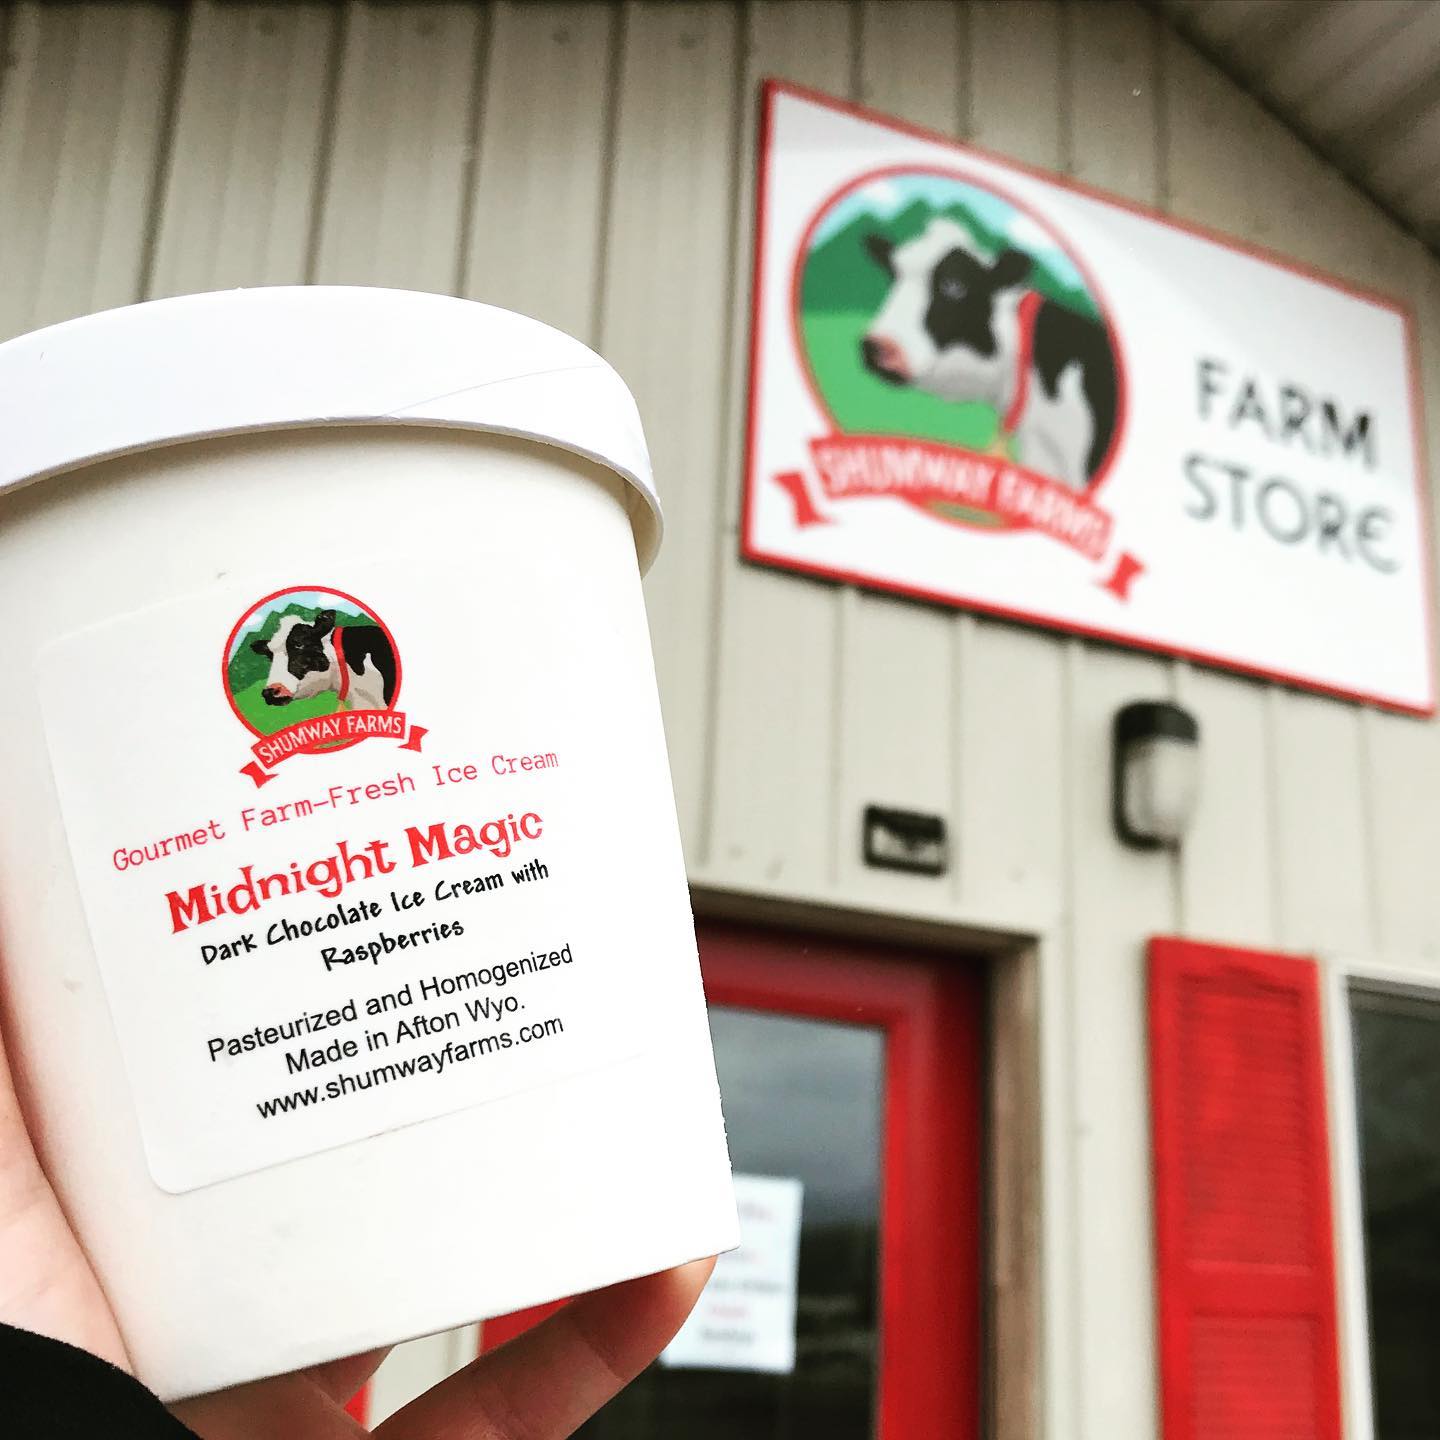 SHUMWAY FARMS
Gourmet Farm-Fresh Ice Cream
Midnight Magic
Dark Chocolate Ice Cream with
Raspberries
Pasteurized and Homogenized
Made in Afton Wyo.
www.shumwayfarms.com
SHUMWAY FARMS
FARM
STORE